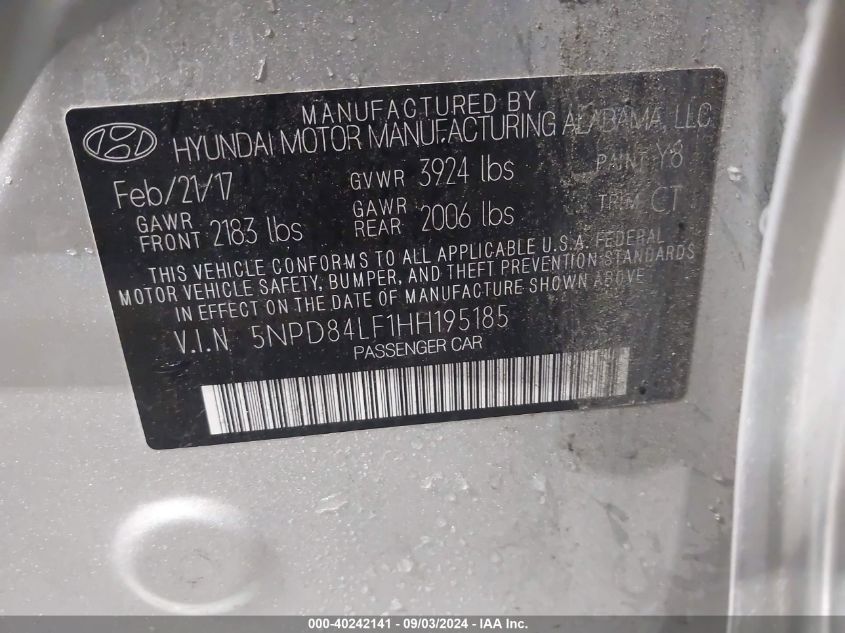 MANUFACTURED BY
HYUNDAI MOTOR MANUFACTURING ALABAMA, LLC
Feb/21/17 GVWR 3924 lbs PAINT Y8
GAWR FRONT 2183 lbs GAWR REAR 2006 lbs TRIM CT
THIS VEHICLE CONFORMS TO ALL APPLICABLE U.S.A. FEDERAL
MOTOR VEHICLE SAFETY, BUMPER, AND THEFT PREVENTION STANDARDS
IN EFFECT ON THE DATE OF MANUFACTURE SHOWN ABOVE
V.I.N 5NPD84LF1HH195185
PASSENGER CAR
000-40242141 - 09/03/2024 - IAA Inc.